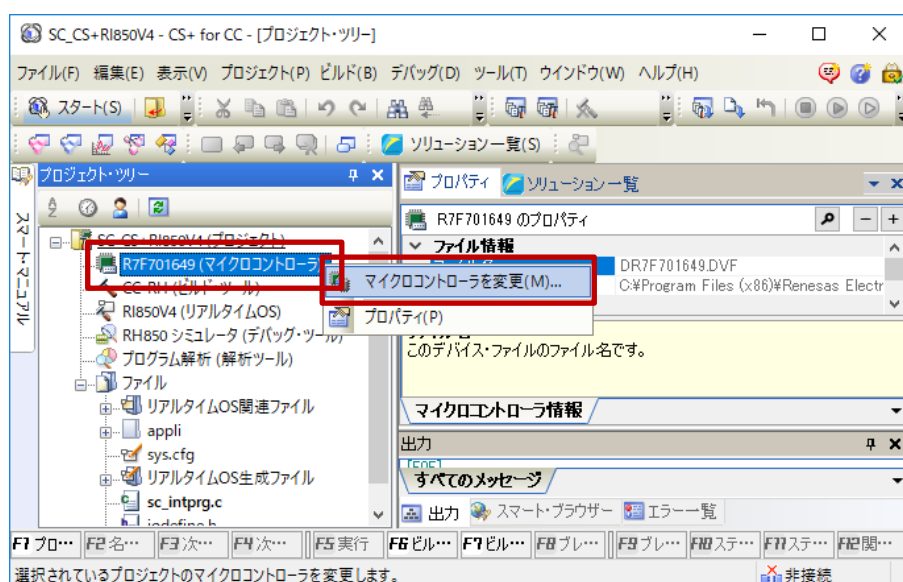 SC_CS+RI850V4 - CS+ for CC - [プロジェクト・ツリー]
ファイル(F) 編集(E) 表示(V) プロジェクト(P) ビルド(B) デバッグ(D) ツール(T) ウインドウ(W) ヘルプ(H)
スタート(S)
ソリューション一覧(S)
スマート・マニュアル
プロジェクト・ツリー
SC_CS+RI850V4 (プロジェクト)
R7F701649 (マイクロコントローラ
CC-RH (ビルド・ツール)
RI850V4 (リアルタイムOS)
RH850 シミュレータ (デバッグ・ツール)
プログラム解析 (解析ツール)
ファイル
リアルタイムOS関連ファイル
appli
sys.cfg
リアルタイムOS生成ファイル
sc_intprg.c
iodefine.h
マイクロコントローラを変更(M)...
プロパティ(P)
プロパティ ソリューション一覧
R7F701649 のプロパティ
ファイル情報
DR7F701649.DVF
C:¥Program Files (x86)¥Renesas Electr
このデバイス・ファイルのファイル名です。
マイクロコントローラ情報
出力
[EOF]
すべてのメッセージ
出力 スマート・ブラウザー エラー一覧
F1 プロ… F2 名… F3 次… F4 次… F5 実行 F6 ビル… F7 ビル… F8 ブレ… F9 ブレ… F10 ステ… F11 ステ… F12 関…
選択されているプロジェクトのマイクロコントローラを変更します。
非接続